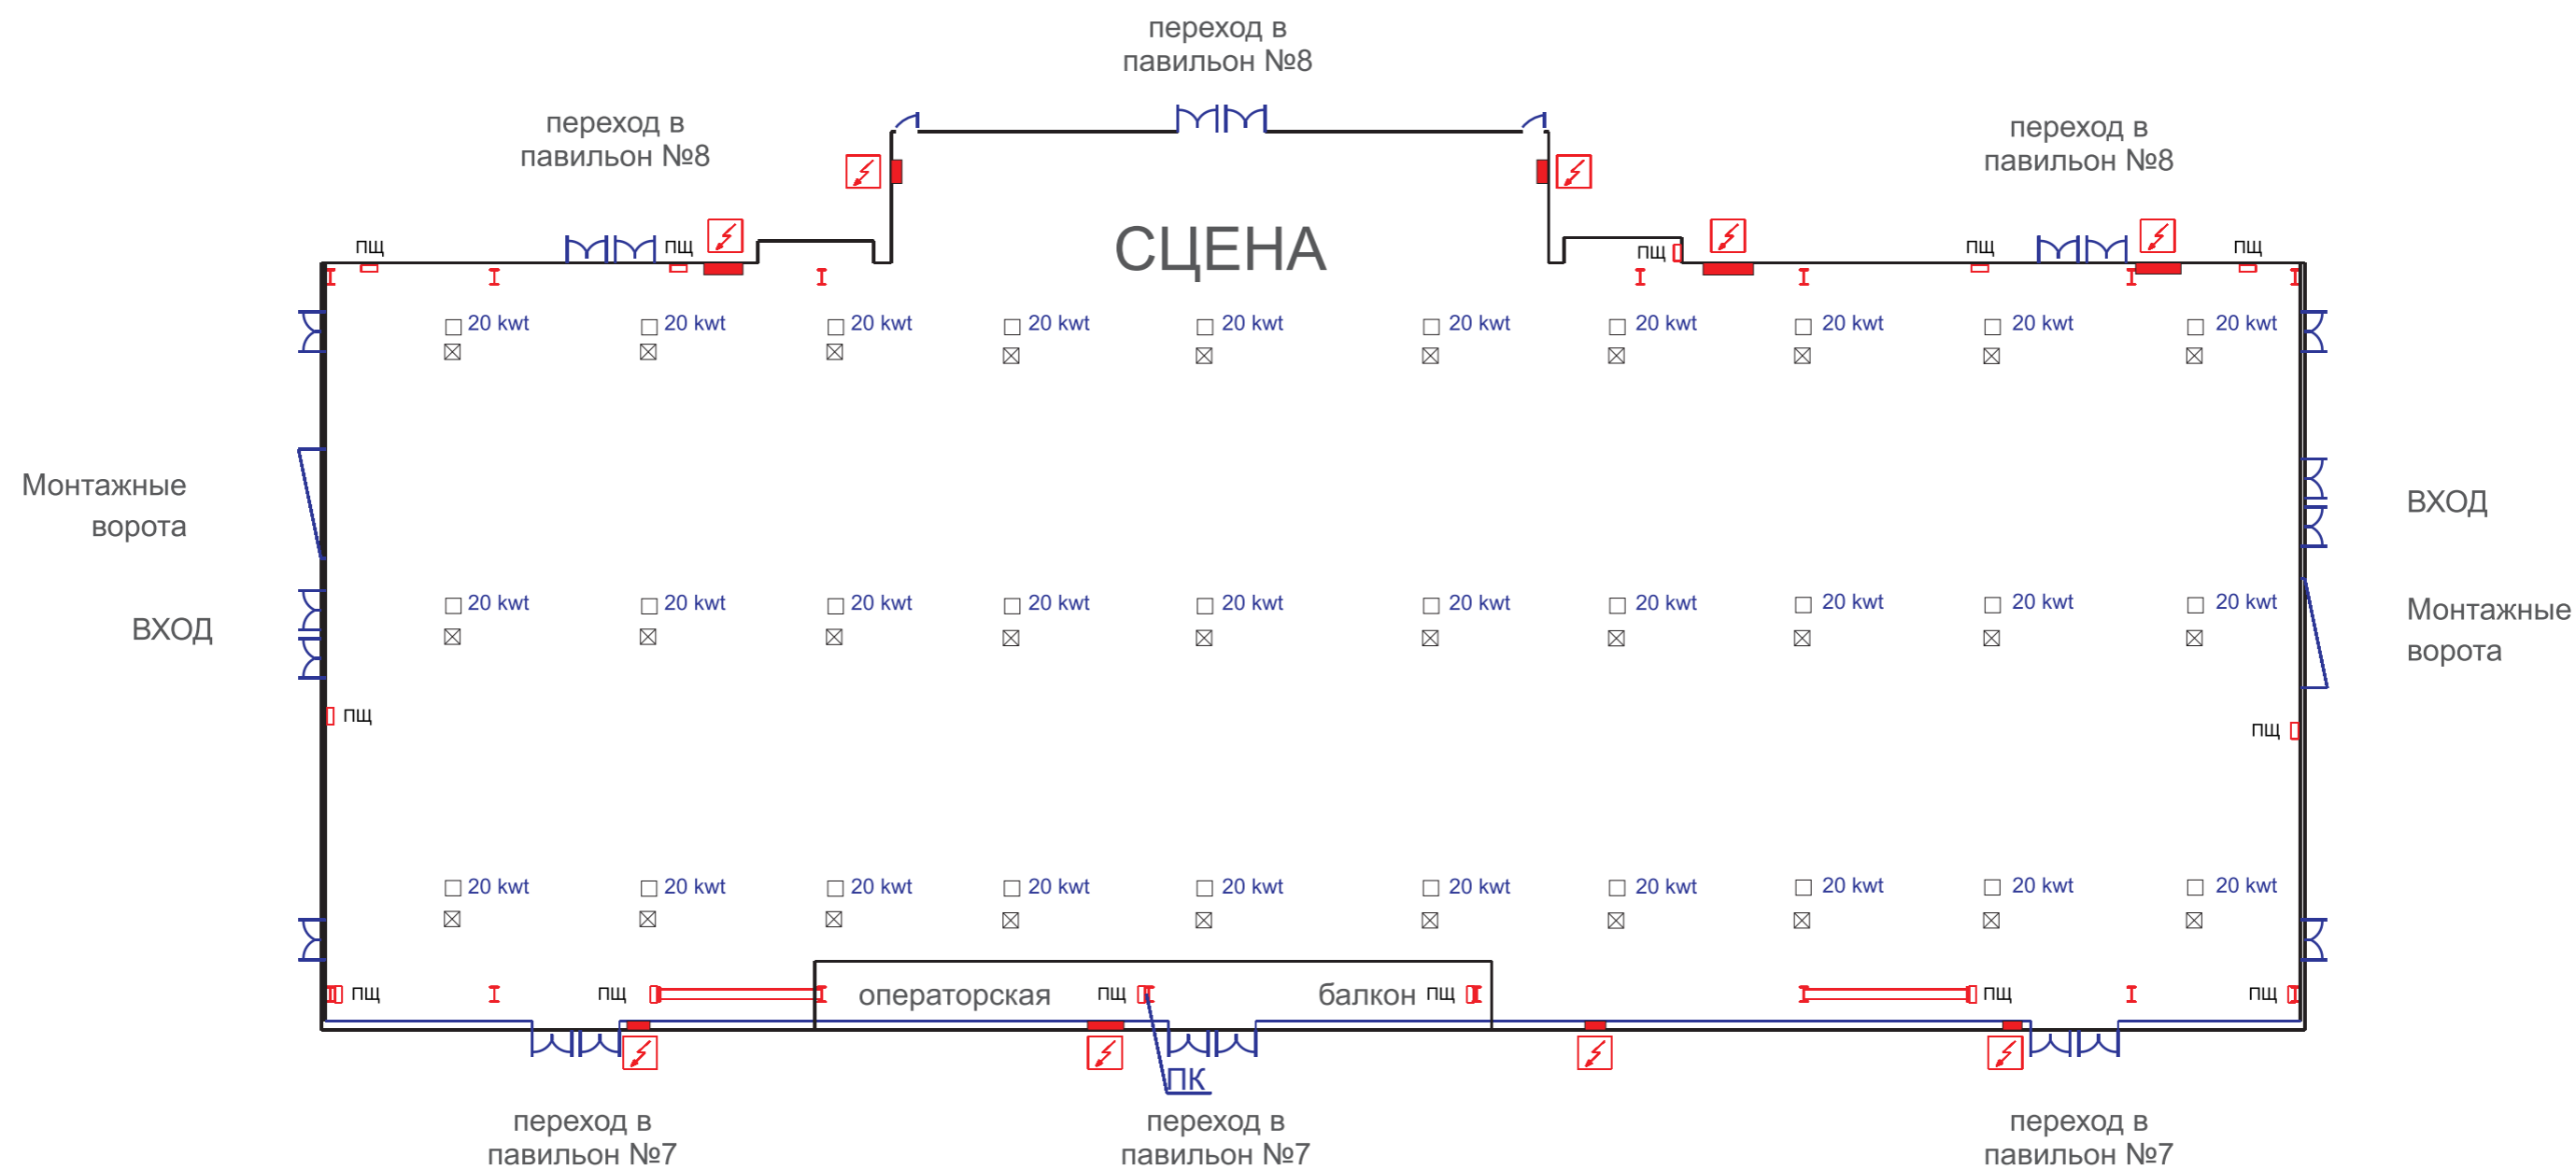 переход в
павильон №8
переход в
павильон №8
переход в
павильон №8
СЦЕНА
ПЩ
ПЩ
ПЩ
ПЩ
ПЩ
20 kwt
20 kwt
20 kwt
20 kwt
20 kwt
20 kwt
20 kwt
20 kwt
20 kwt
20 kwt
Монтажные
ворота
ВХОД
20 kwt
20 kwt
20 kwt
20 kwt
20 kwt
20 kwt
20 kwt
20 kwt
20 kwt
20 kwt
ВХОД
Монтажные
ворота
ПЩ
ПЩ
20 kwt
20 kwt
20 kwt
20 kwt
20 kwt
20 kwt
20 kwt
20 kwt
20 kwt
20 kwt
ПЩ
ПЩ
операторская
ПЩ
балкон
ПЩ
ПЩ
ПЩ
ПК
переход в
павильон №7
переход в
павильон №7
переход в
павильон №7